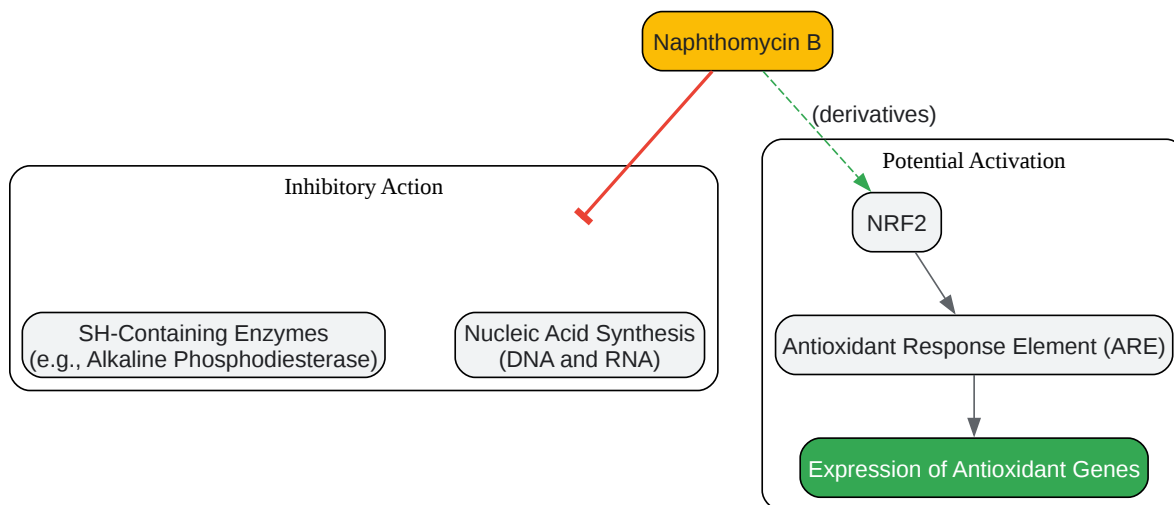 Naphthomycin B
(derivatives)
Inhibitory Action
SH-Containing Enzymes
(e.g., Alkaline Phosphodiesterase)
Nucleic Acid Synthesis
(DNA and RNA)
Potential Activation
NRF2
Antioxidant Response Element (ARE)
Expression of Antioxidant Genes